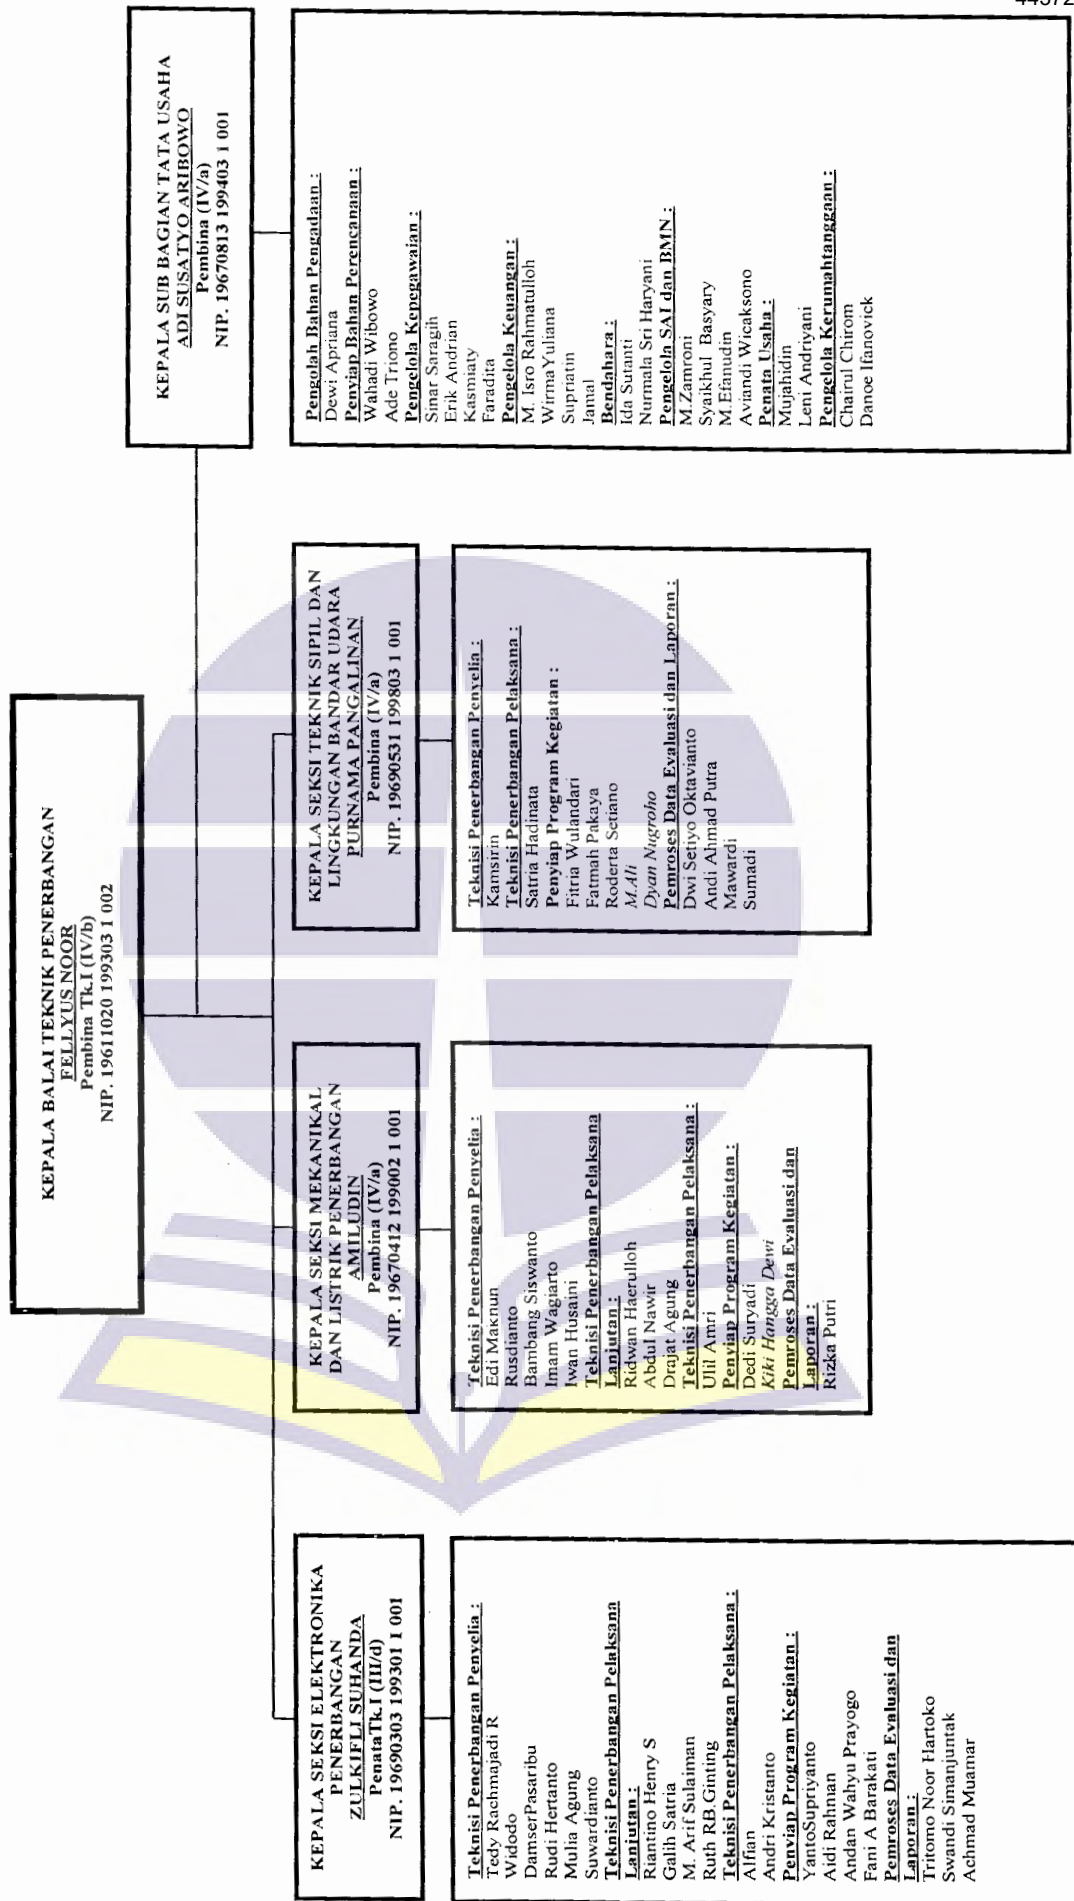 KEPALA BALAI TEKNIK PENERBANGAN
FELLYUS NOOR
Pembina Tk.I (IV/b)
NIP. 19611020 199303 1 002
KEPALA SUB BAGIAN TATA USAHA
ADI SUSATYO ARIBOWO
Pembina (IV/a)
NIP. 19670813 199403 1 001
KEPALA SEKSI ELEKTRONIKA
PENERBANGAN
ZULKIFLI SUHANDA
PenataTk.I (III/d)
NIP. 19690303 199301 1 001
KEPALA SEKSI MEKANIKAL
DAN LISTRIK PENERBANGAN
AMILUDIN
Pembina (IV/a)
NIP. 19670412 199002 1 001
KEPALA SEKSI TEKNIK SIPIL DAN
LINGKUNGAN BANDAR UDARA
PURNAMA PANGALINAN
Pembina (IV/a)
NIP. 19690531 199803 1 001
Teknisi Penerbangan Penyelia :
Tedy Rachmajadi R
Widodo
DamserPasaribu
Rudi Hertanto
Mulia Agung
Suwardianto
Teknisi Penerbangan Pelaksana
Lanjutan :
Riantino Henry S
Galih Satria
M. Arif Sulaiman
Ruth RB.Ginting
Teknisi Penerbangan Pelaksana :
Alfian
Andri Kristanto
Penyiap Program Kegiatan :
YantoSupriyanto
Aidi Rahman
Andan Wahyu Prayogo
Fani A Barakati
Pemroses Data Evaluasi dan
Laporan :
Tritomo Noor Hartoko
Swandi Simanjuntak
Achmad Muamar
Teknisi Penerbangan Penyelia :
Edi Maknun
Rusdianto
Bambang Siswanto
Imam Wagiarto
Iwan Husaini
Teknisi Penerbangan Pelaksana
Lanjutan :
Ridwan Haerulloh
Abdul Nawir
Drajat Agung
Teknisi Penerbangan Pelaksana :
Ulil Amri
Penyiap Program Kegiatan :
Dedi Suryadi
Kiki Hangga Dewi
Pemroses Data Evaluasi dan
Laporan :
Rizka Putri
Teknisi Penerbangan Penyelia :
Kamsirin
Teknisi Penerbangan Pelaksana :
Satria Hadinata
Penyiap Program Kegiatan :
Fitria Wulandari
Fatmah Pakaya
Roderta Setiano
M.Ali
Dyan Nugroho
Pemroses Data Evaluasi dan Laporan :
Dwi Setiyo Oktavianto
Andi Ahmad Putra
Mawardi
Sumadi
Pengolah Bahan Pengadaan :
Dewi Apriana
Penyiap Bahan Perencanaan :
Wahadi Wibowo
Ade Triono
Pengelola Kepegawaian :
Sinar Saragih
Erik Andrian
Kasmiaty
Faradita
Pengelola Keuangan :
M. Isro Rahmatulloh
WirmaYuliana
Supriatin
Jamal
Bendahara :
Ida Sutanti
Nurmala Sri Haryani
Pengelola SAI dan BMN :
M.Zamroni
Syaikhul Basyary
M.Efanudin
Aviandi Wicaksono
Penata Usaha :
Mujahidin
Leni Andriyani
Pengelola Kerumahtanggaan :
Chairul Chirom
Danoe Ifanovick